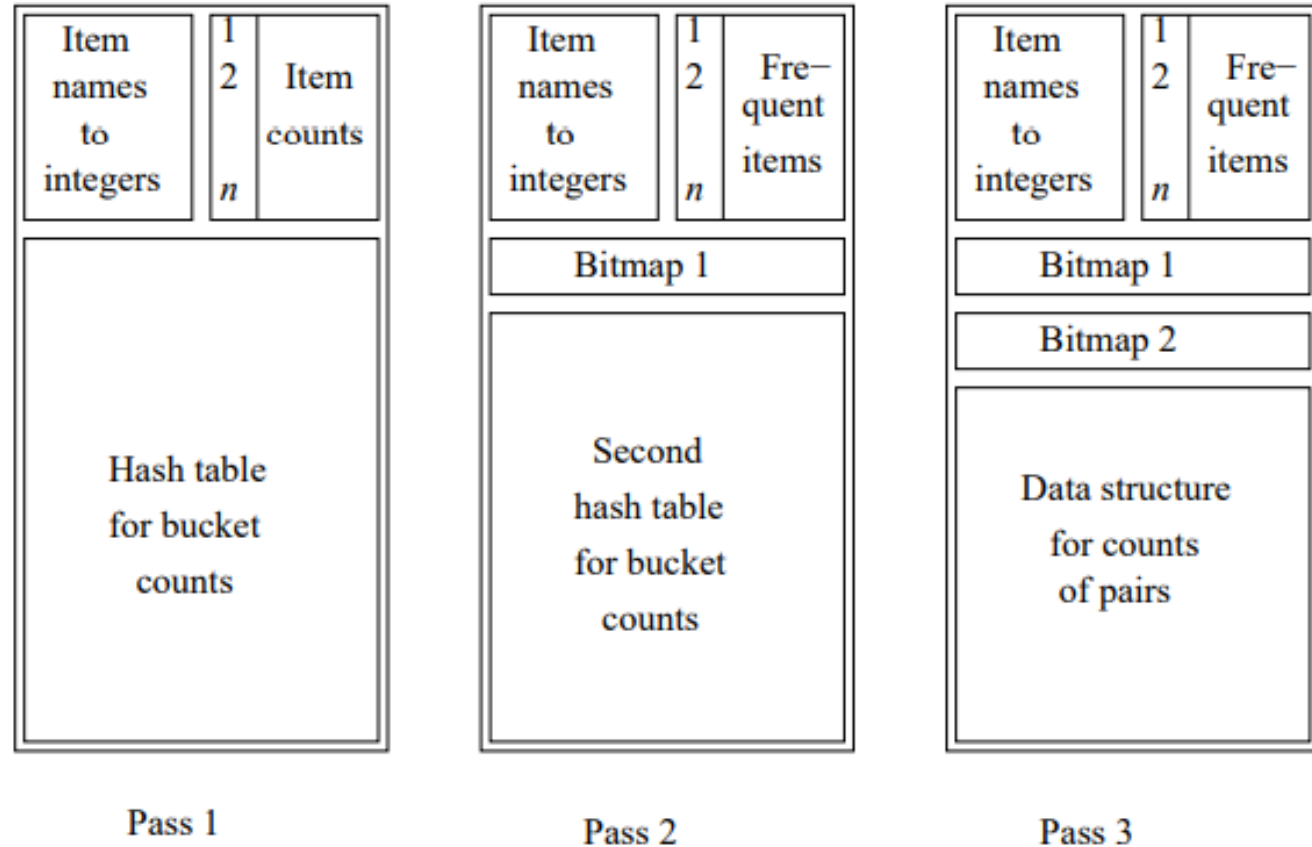 Item
names
to
integers
1
2
n
Item
counts
Hash table
for bucket
counts
Pass 1
Item
names
to
integers
1
2
n
Fre–
quent
items
Bitmap 1
Second
hash table
for bucket
counts
Pass 2
Item
names
to
integers
1
2
n
Fre–
quent
items
Bitmap 1
Bitmap 2
Data structure
for counts
of pairs
Pass 3